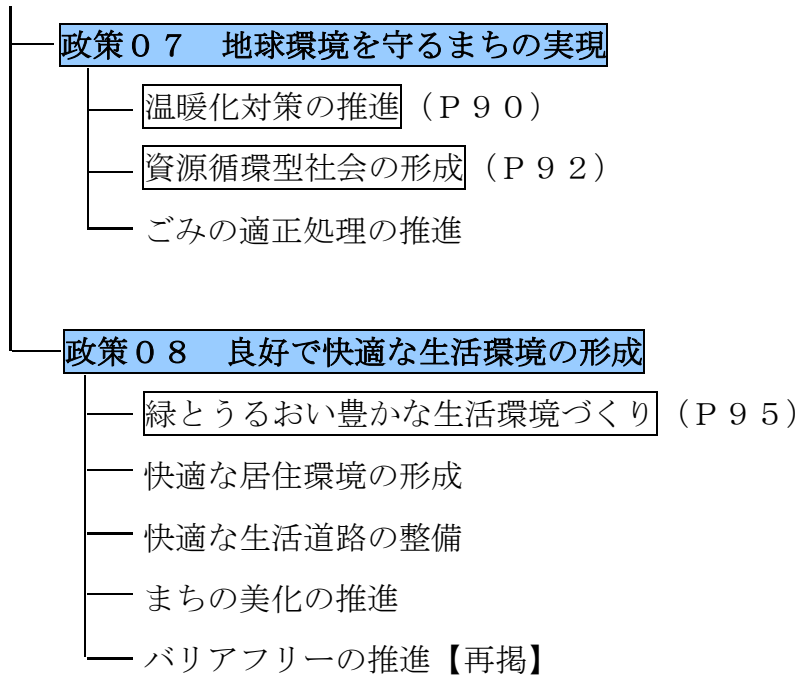 政策０７　地球環境を守るまちの実現
温暖化対策の推進（Ｐ９０）
資源循環型社会の形成（Ｐ９２）
ごみの適正処理の推進
政策０８　良好で快適な生活環境の形成
緑とうるおい豊かな生活環境づくり（Ｐ９５）
快適な居住環境の形成
快適な生活道路の整備
まちの美化の推進
バリアフリーの推進【再掲】